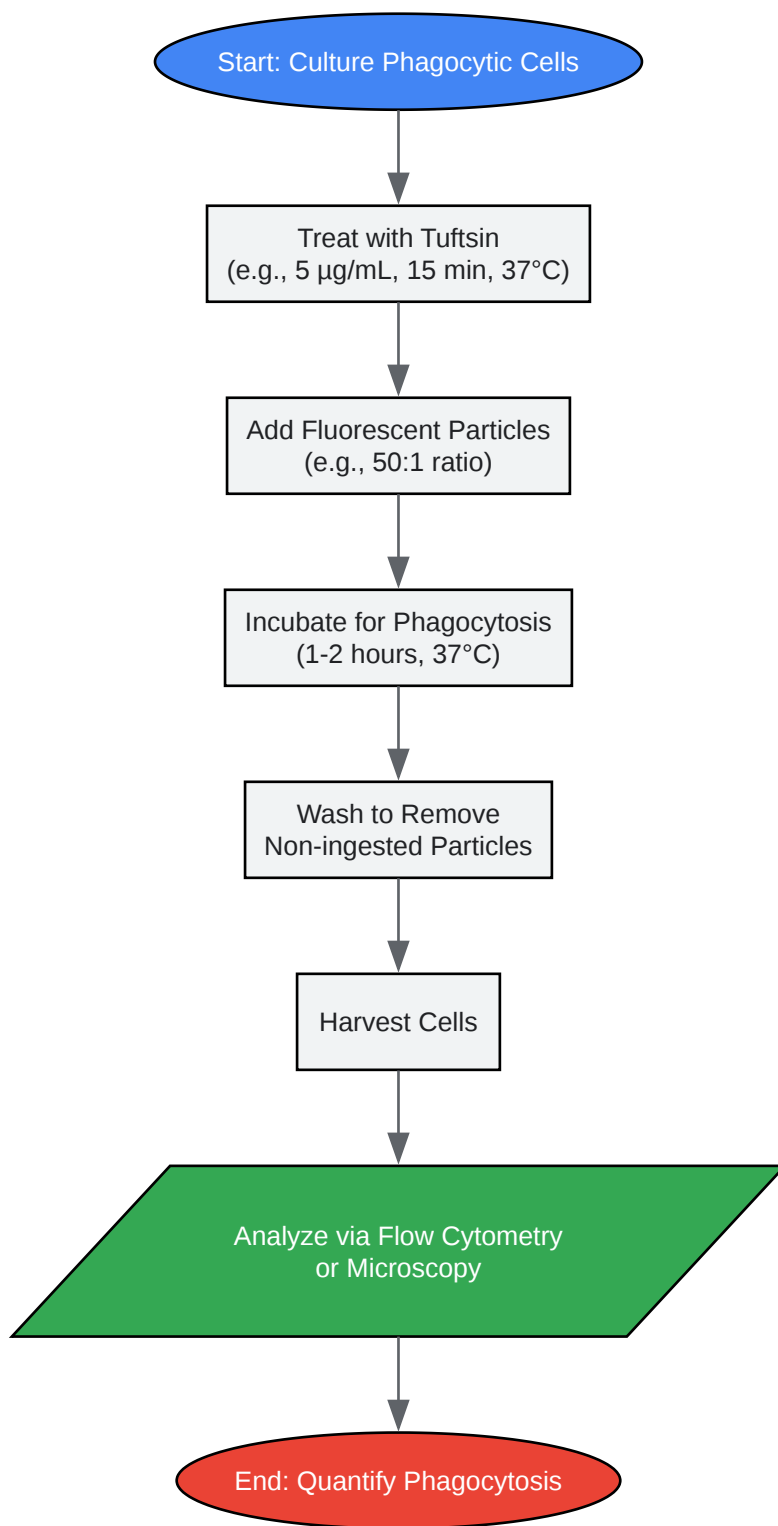 Start: Culture Phagocytic Cells
Treat with Tuftsin
(e.g., 5 µg/mL, 15 min, 37°C)
Add Fluorescent Particles
(e.g., 50:1 ratio)
Incubate for Phagocytosis
(1-2 hours, 37°C)
Wash to Remove
Non-ingested Particles
Harvest Cells
Analyze via Flow Cytometry
or Microscopy
End: Quantify Phagocytosis